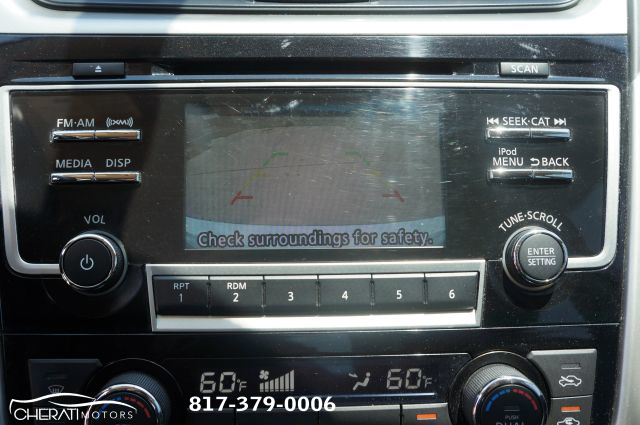 SCAN
FM·AM ((XM))
SEEK·CAT
MEDIA DISP
iPod
MENU BACK
VOL
TUNE·SCROLL
ENTER
SETTING
Check surroundings for safety.
RPT RDM
1 2 3 4 5 6
60°F 60°F
PUSH
DUAL
CHERATI MOTORS
817-379-0006